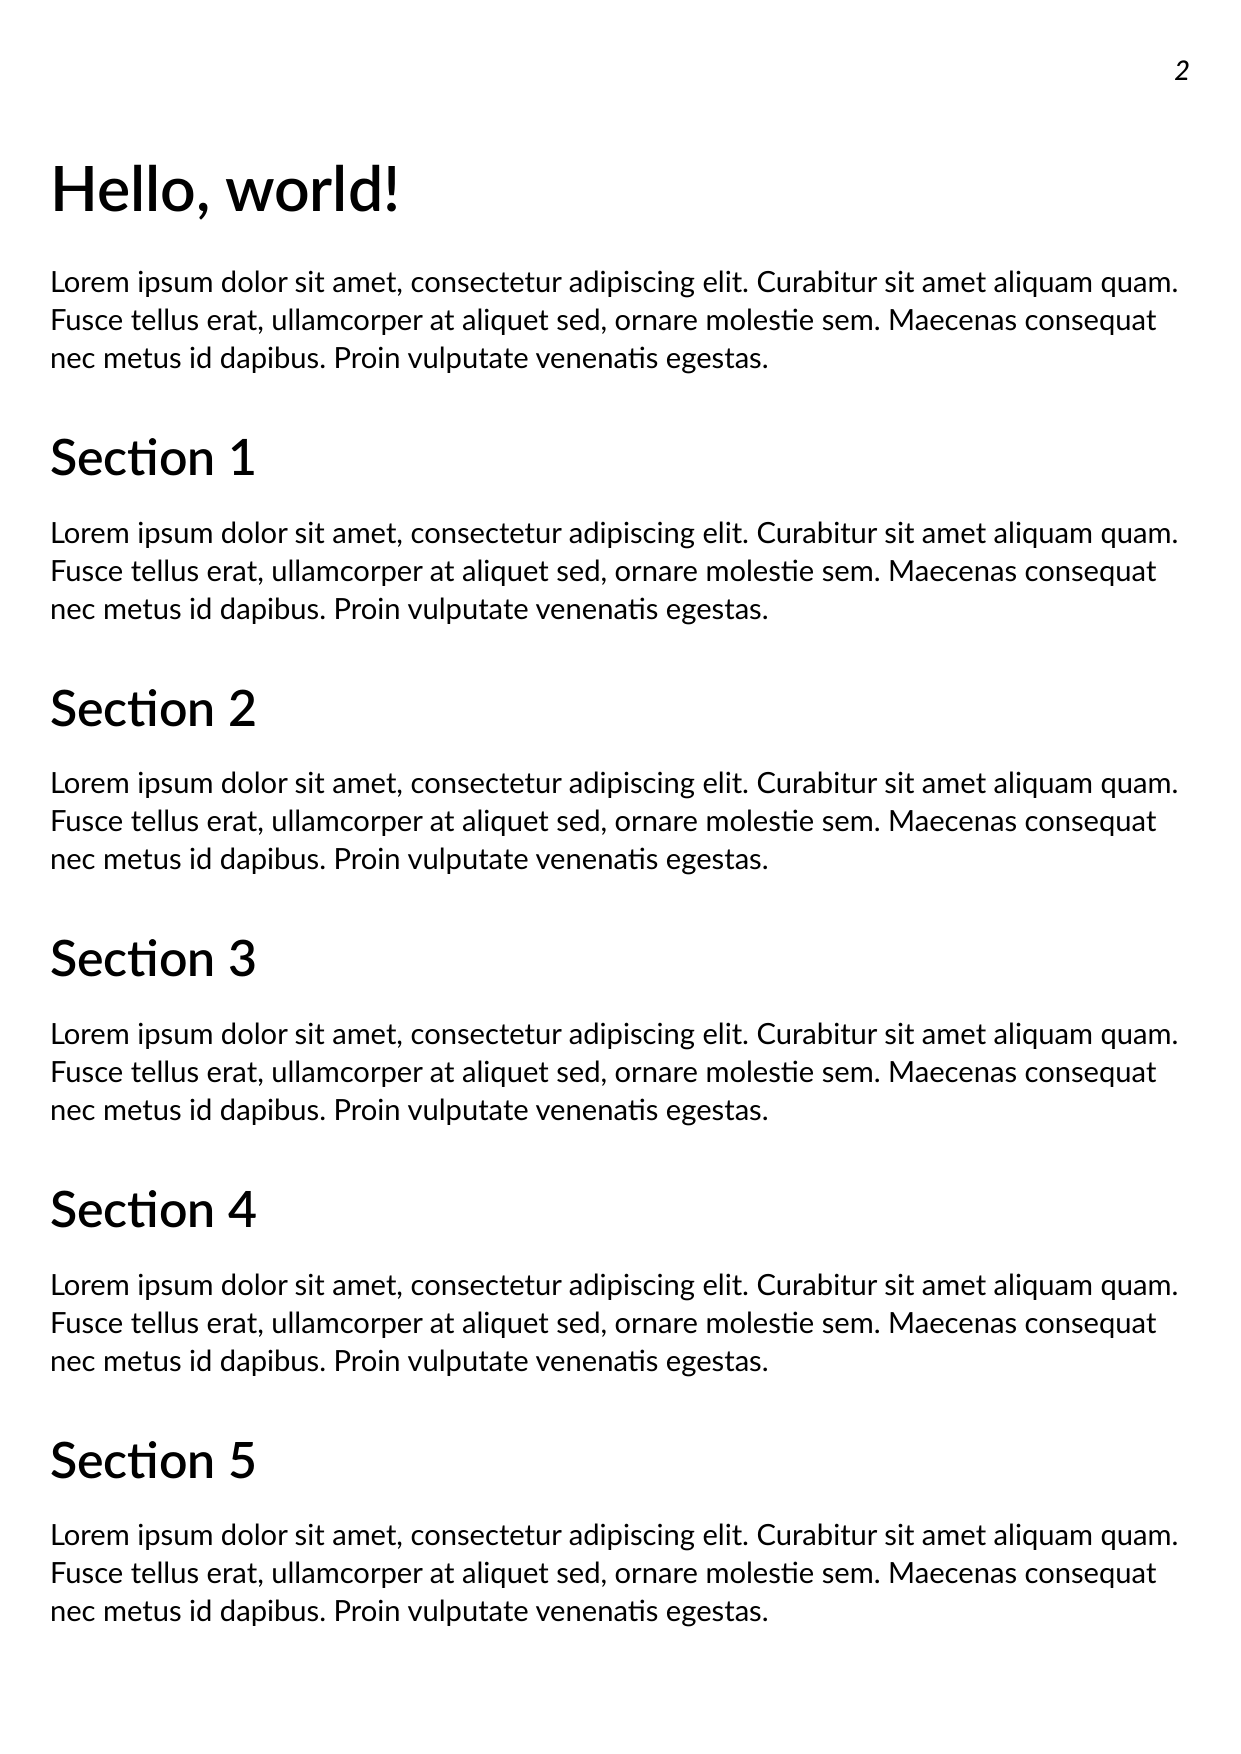 2
Hello, world!
Lorem ipsum dolor sit amet, consectetur adipiscing elit. Curabitur sit amet aliquam quam.
Fusce tellus erat, ullamcorper at aliquet sed, ornare molestie sem. Maecenas consequat
nec metus id dapibus. Proin vulputate venenatis egestas.
Section 1
Lorem ipsum dolor sit amet, consectetur adipiscing elit. Curabitur sit amet aliquam quam.
Fusce tellus erat, ullamcorper at aliquet sed, ornare molestie sem. Maecenas consequat
nec metus id dapibus. Proin vulputate venenatis egestas.
Section 2
Lorem ipsum dolor sit amet, consectetur adipiscing elit. Curabitur sit amet aliquam quam.
Fusce tellus erat, ullamcorper at aliquet sed, ornare molestie sem. Maecenas consequat
nec metus id dapibus. Proin vulputate venenatis egestas.
Section 3
Lorem ipsum dolor sit amet, consectetur adipiscing elit. Curabitur sit amet aliquam quam.
Fusce tellus erat, ullamcorper at aliquet sed, ornare molestie sem. Maecenas consequat
nec metus id dapibus. Proin vulputate venenatis egestas.
Section 4
Lorem ipsum dolor sit amet, consectetur adipiscing elit. Curabitur sit amet aliquam quam.
Fusce tellus erat, ullamcorper at aliquet sed, ornare molestie sem. Maecenas consequat
nec metus id dapibus. Proin vulputate venenatis egestas.
Section 5
Lorem ipsum dolor sit amet, consectetur adipiscing elit. Curabitur sit amet aliquam quam.
Fusce tellus erat, ullamcorper at aliquet sed, ornare molestie sem. Maecenas consequat
nec metus id dapibus. Proin vulputate venenatis egestas.